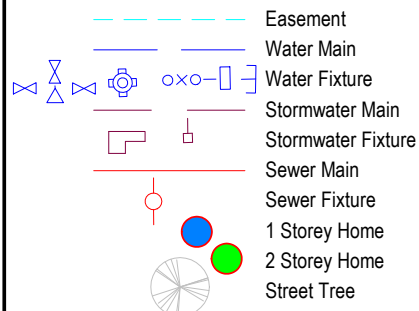 Easement
Water Main
Water Fixture
Stormwater Main
Stormwater Fixture
Sewer Main
Sewer Fixture
1 Storey Home
2 Storey Home
Street Tree